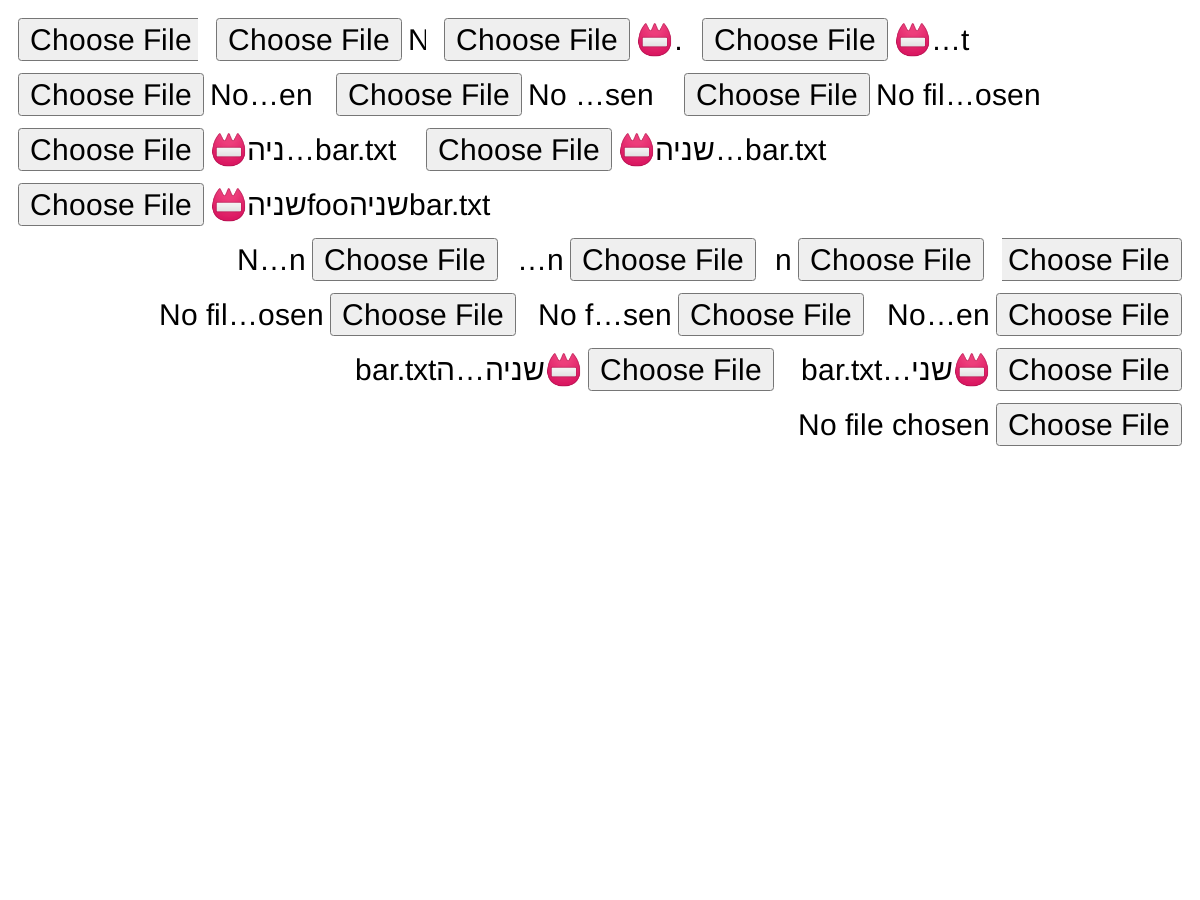 Choose File Choose File N Choose File 📛. Choose File 📛…t
Choose File No…en Choose File No …sen Choose File No fil…osen
Choose File 📛ניה…bar.txt Choose File 📛שניה…bar.txt
Choose File 📛שניהfooשניהbar.txt
N…n Choose File …n Choose File n Choose File Choose File
No fil…osen Choose File No f…sen Choose File No…en Choose File
bar.txtשניה…ה📛 Choose File bar.txt…שני📛 Choose File
No file chosen Choose File